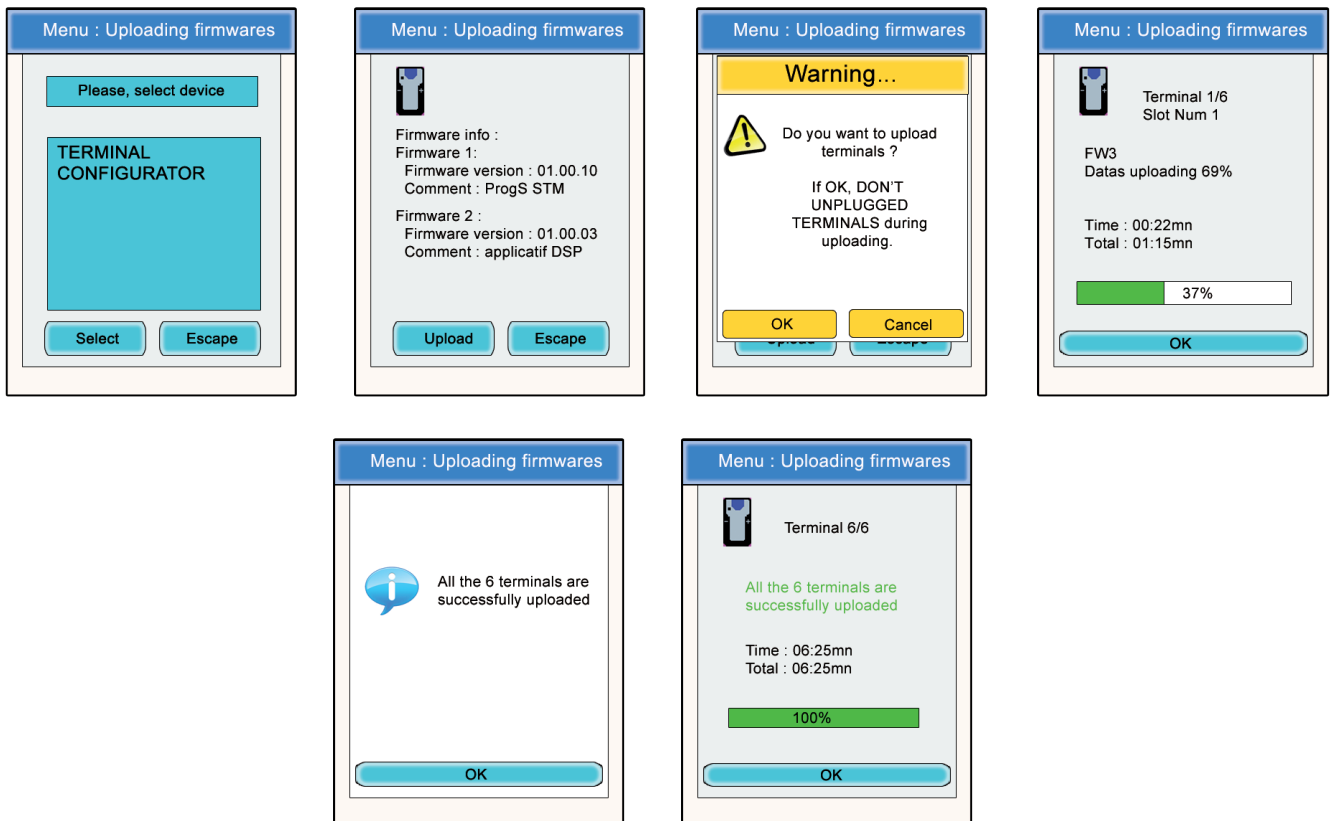 Menu : Uploading firmwares
Please, select device
TERMINAL
CONFIGURATOR
Select
Escape
Menu : Uploading firmwares
Firmware info :
Firmware 1:
Firmware version : 01.00.10
Comment : ProgS STM
Firmware 2 :
Firmware version : 01.00.03
Comment : applicatif DSP
Upload
Escape
Menu : Uploading firmwares
Warning...
Do you want to upload
terminals ?
If OK, DON'T
UNPLUGGED
TERMINALS during
uploading.
OK
Cancel
Upload
Escape
Menu : Uploading firmwares
Terminal 1/6
Slot Num 1
FW3
Datas uploading 69%
Time : 00:22mn
Total : 01:15mn
37%
OK
Menu : Uploading firmwares
All the 6 terminals are
successfully uploaded
OK
Menu : Uploading firmwares
Terminal 6/6
All the 6 terminals are
successfully uploaded
Time : 06:25mn
Total : 06:25mn
100%
OK